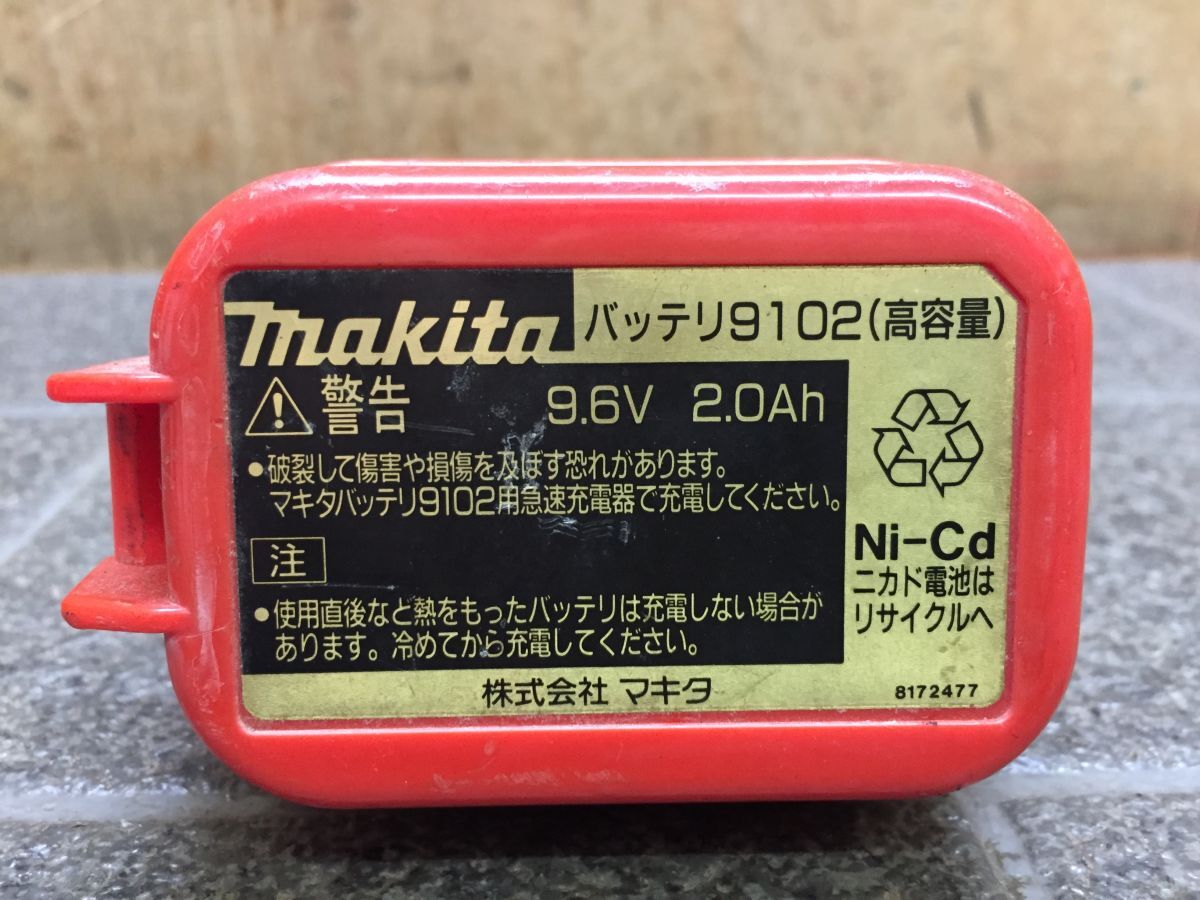 makita バッテリ9102(高容量)
警告 9.6V 2.0Ah
•破裂して傷害や損傷を及ぼす恐れがあります。
マキタバッテリ9102用急速充電器で充電してください。
注
•使用直後など熱をもったバッテリは充電しない場合が
あります。冷めてから充電してください。
Ni-Cd
ニカド電池は
リサイクルへ
株式会社 マキタ
8172477